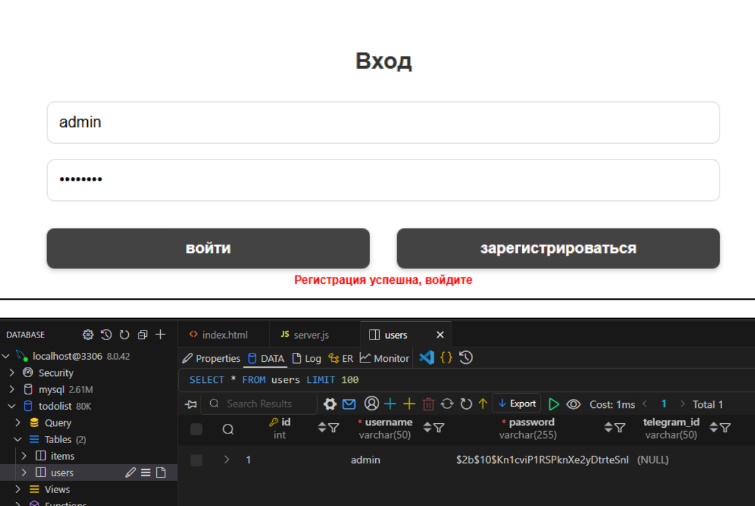 Вход
admin
••••••••
войти
зарегистрироваться
Регистрация успешна, войдите
DATABASE
index.html
JS server.js
users
localhost@3306 8.0.42
Properties DATA Log ER Monitor {}
Security
SELECT * FROM users LIMIT 100
mysql 2.61M
todolist 80K
Search Results Export Cost: 1ms < 1 > Total 1
Query
id * username * password telegram_id
Tables (2)
int varchar(50) varchar(255) varchar(50)
items
users
1 admin $2b$10$Kn1cviP1RSPknXe2yDtrteSnl (NULL)
Views
Functions